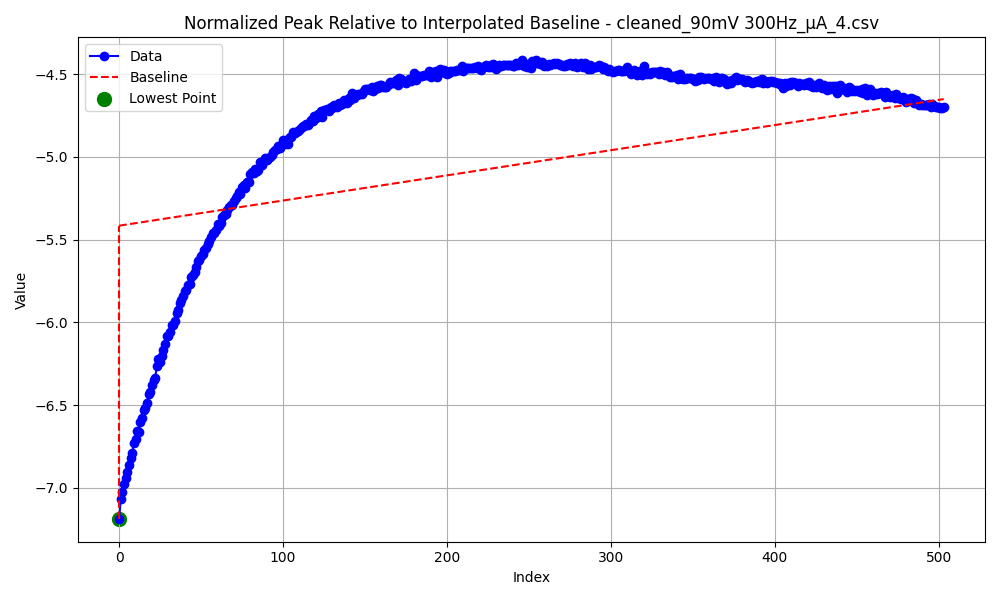 Normalized Peak Relative to Interpolated Baseline - cleaned_90mV 300Hz_μA_4.csv
Data
Baseline
Lowest Point
−4.5
−5.0
−5.5
−6.0
−6.5
−7.0
Value
0 100 200 300 400 500
Index